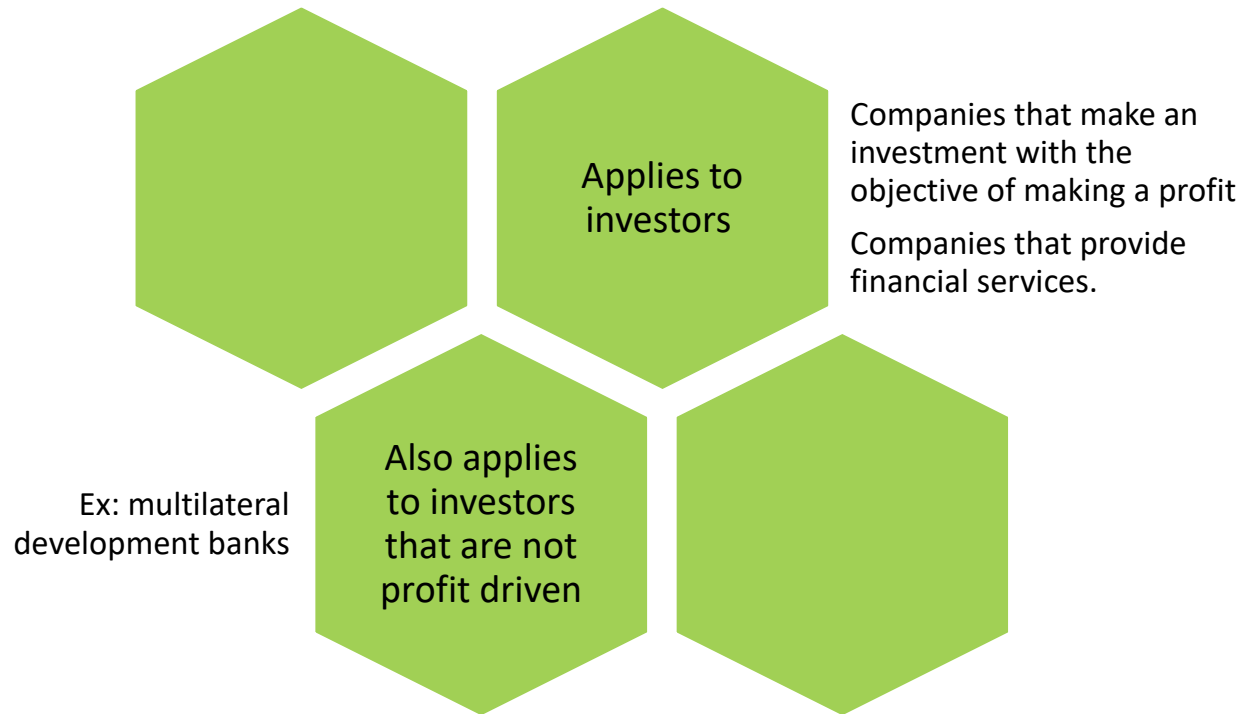 Applies to
investors
Companies that make an
investment with the
objective of making a profit
Companies that provide
financial services.
Ex: multilateral
development banks
Also applies
to investors
that are not
profit driven